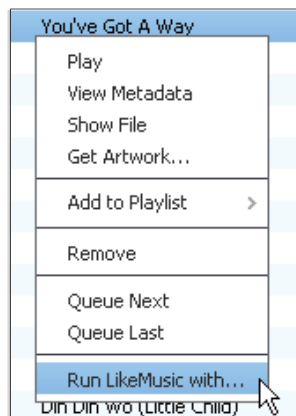 You've Got A Way
Play
View Metadata
Show File
Get Artwork...
Add to Playlist >
Remove
Queue Next
Queue Last
Run LikeMusic with...
Din Din Wo (Little Child)